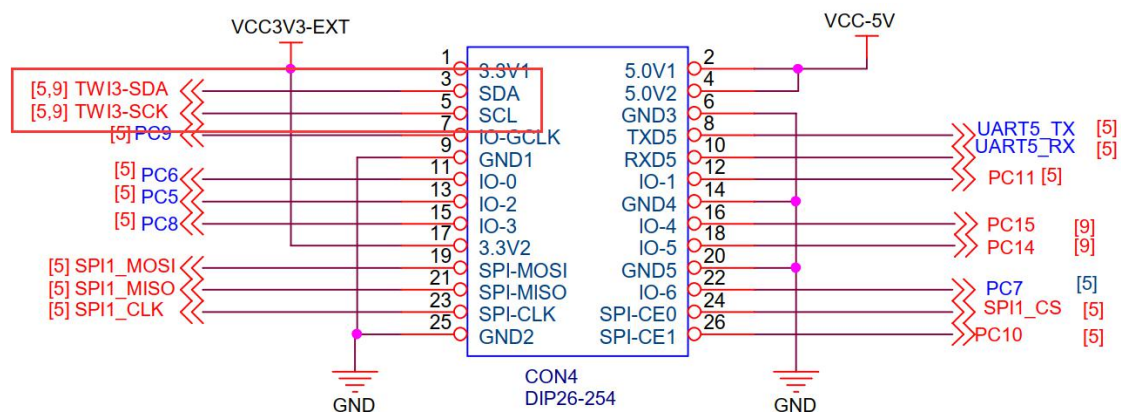 VCC3V3-EXT
VCC-5V
1 3.3V1 5.0V1 2
[5,9] TWI3-SDA 3 SDA 5.0V2 4
[5,9] TWI3-SCK 5 SCL GND3 6
[5] PC9 7 IO-GCLK TXD5 8 UART5_TX [5]
9 GND1 RXD5 10 UART5_RX [5]
[5] PC6 11 IO-0 IO-1 12 PC11 [5]
[5] PC5 13 IO-2 GND4 14
[5] PC8 15 IO-3 IO-4 16 PC15 [9]
17 3.3V2 IO-5 18 PC14 [9]
[5] SPI1_MOSI 19 SPI-MOSI GND5 20
[5] SPI1_MISO 21 SPI-MISO IO-6 22 PC7 [5]
[5] SPI1_CLK 23 SPI-CLK SPI-CE0 24 SPI1_CS [5]
25 GND2 SPI-CE1 26 PC10 [5]
CON4
DIP26-254
GND
GND